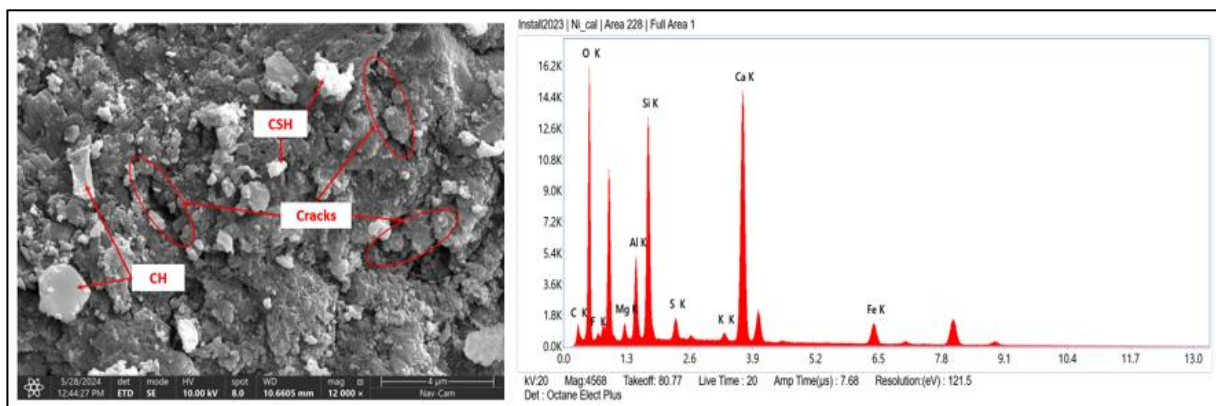 CSH
Cracks
CH
5/28/2024 det mode HV spot WD mag
12:44:27 PM ETD SE 10.00 kV 8.0 10.6605 mm 12 000 ×
4 μm
Nav Cam
Install2023 | Ni_cal | Area 228 | Full Area 1
16.2K
14.4K
12.6K
10.8K
9.0K
7.2K
5.4K
3.6K
1.8K
0.0K
O K
Ca K
Si K
Al K
C K
F K
Mg K
S K
K K
Fe K
0.0 1.3 2.6 3.9 5.2 6.5 7.8 9.1 10.4 11.7 13.0
kV:20 Mag:4568 Takeoff: 80.77 Live Time : 20 Amp Time(μs) : 7.68 Resolution:(eV) : 121.5
Det : Octane Elect Plus